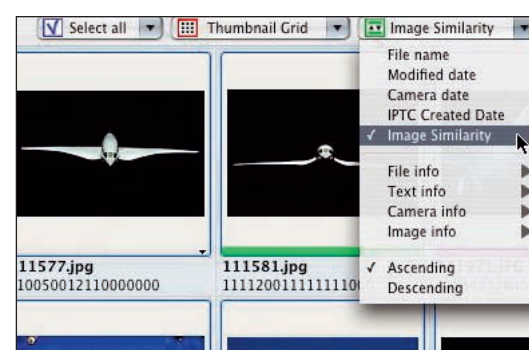 Select all
Thumbnail Grid
Image Similarity
File name
Modified date
Camera date
IPTC Created Date
✓ Image Similarity
File info
Text info
Camera info
Image info
✓ Ascending
Descending
11577.jpg
10050012110000000
111581.jpg